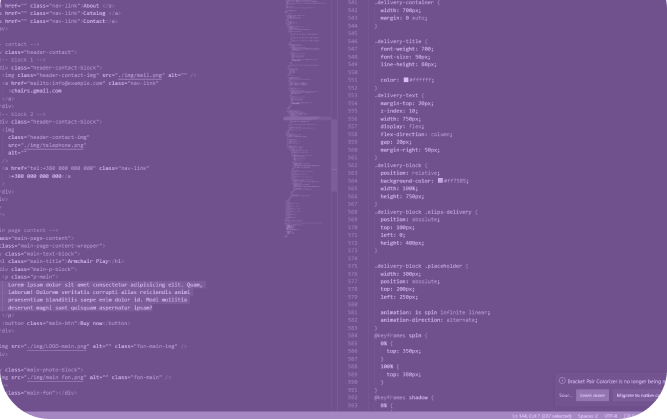 href="" class="nav-link">About </a>
href="" class="nav-link">Catalog </a>
href="" class="nav-link">Contact</a>
contact -->
class="header-contact">
block 1 -->
div class="header-contact-block">
<img class="header-contact-img" src="./img/mail.png" alt="" />
<a href="mailto:info@example.com" class="nav-link"
>chairs.gmail.com
</a>
div>
block 2 -->
div class="header-contact-block">
<img
class="header-contact-img"
src="./img/telephone.png"
alt=""
/>
<a href="tel:+380 000 000 000" class="nav-link"
>+380 000 000 000</a
>
div>
main page content -->
class="main-page-content">
class="main-page-content-wrapper">
class="main-text-block">
class="main-title">Armchair Play</h1>
class="main-p-block">
<p class="p-main">
Lorem ipsum dolor sit amet consectetur adipisicing elit. Quam,
laborum! Dolorem veritatis corrupti alias reiciendis animi
praesentium blanditiis saepe enim dolor id. Modi mollitia
deserunt magni sunt quisquam aspernatur ipsum!
</p>
<button class="main-btn">Buy now</button>
div>
img src="./img/LOGO-main.png" alt="" class="fon-main-img" />
class="main-photo-block">
src="./img/main fon.png" alt="" class="fon-main" />
class="main-fon"></div>
541 .delivery-container {
542 width: 700px;
543 margin: 0 auto;
544 }
545
546 .delivery-title {
547 font-weight: 700;
548 font-size: 50px;
549 line-height: 60px;
550
551 color: #ffffff;
552 }
553 .delivery-text {
554 margin-top: 20px;
555 z-index: 10;
556 width: 750px;
557 display: flex;
558 flex-direction: column;
559 gap: 20px;
560 margin-right: 50px;
561 }
562 .delivery-block {
563 position: relative;
564 background-color:
565 width: 100%;
566 height: 750px;
567 }
568 .delivery-block .elips-delivery {
569 position: absolute;
570 top: 300px;
571 left: 0;
572 height: 400px;
573
574 }
575 .delivery-block .placeholder {
576 width: 300px;
577 position: absolute;
578 top: 200px;
579 left: 250px;
580
581 animation: 1s spin infinite linear;
582 animation-direction: alternate;
583 }
584 @keyframes spin {
585 0% {
586 top: 350px;
587 }
588 100% {
589 top: 300px;
590 }
591 }
592 @keyframes shadow {
593 0% {
Bracket Pair Colorizer is no longer being
Learn more
Migrate to native
Spaces: 2 UTF-8